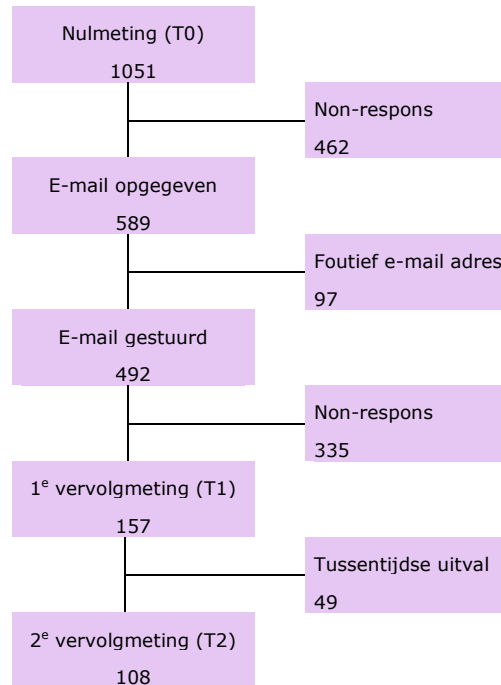 Nulmeting (T0)
1051
Non-respons
462
E-mail opgegeven
589
Foutief e-mail adres
97
E-mail gestuurd
492
Non-respons
335
1e vervolgmeting (T1)
157
Tussentijdse uitval
49
2e vervolgmeting (T2)
108